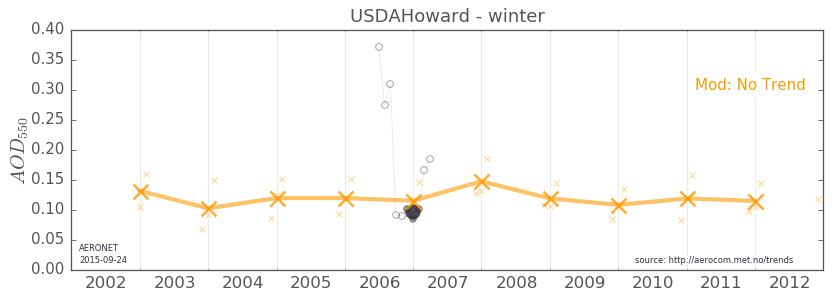 USDAHoward - winter
0.40
0.35
0.30
0.25
0.20
0.15
0.10
0.05
0.00
AOD550
Mod: No Trend
AERONET
2015-09-24
source: http://aerocom.met.no/trends
2002 2003 2004 2005 2006 2007 2008 2009 2010 2011 2012